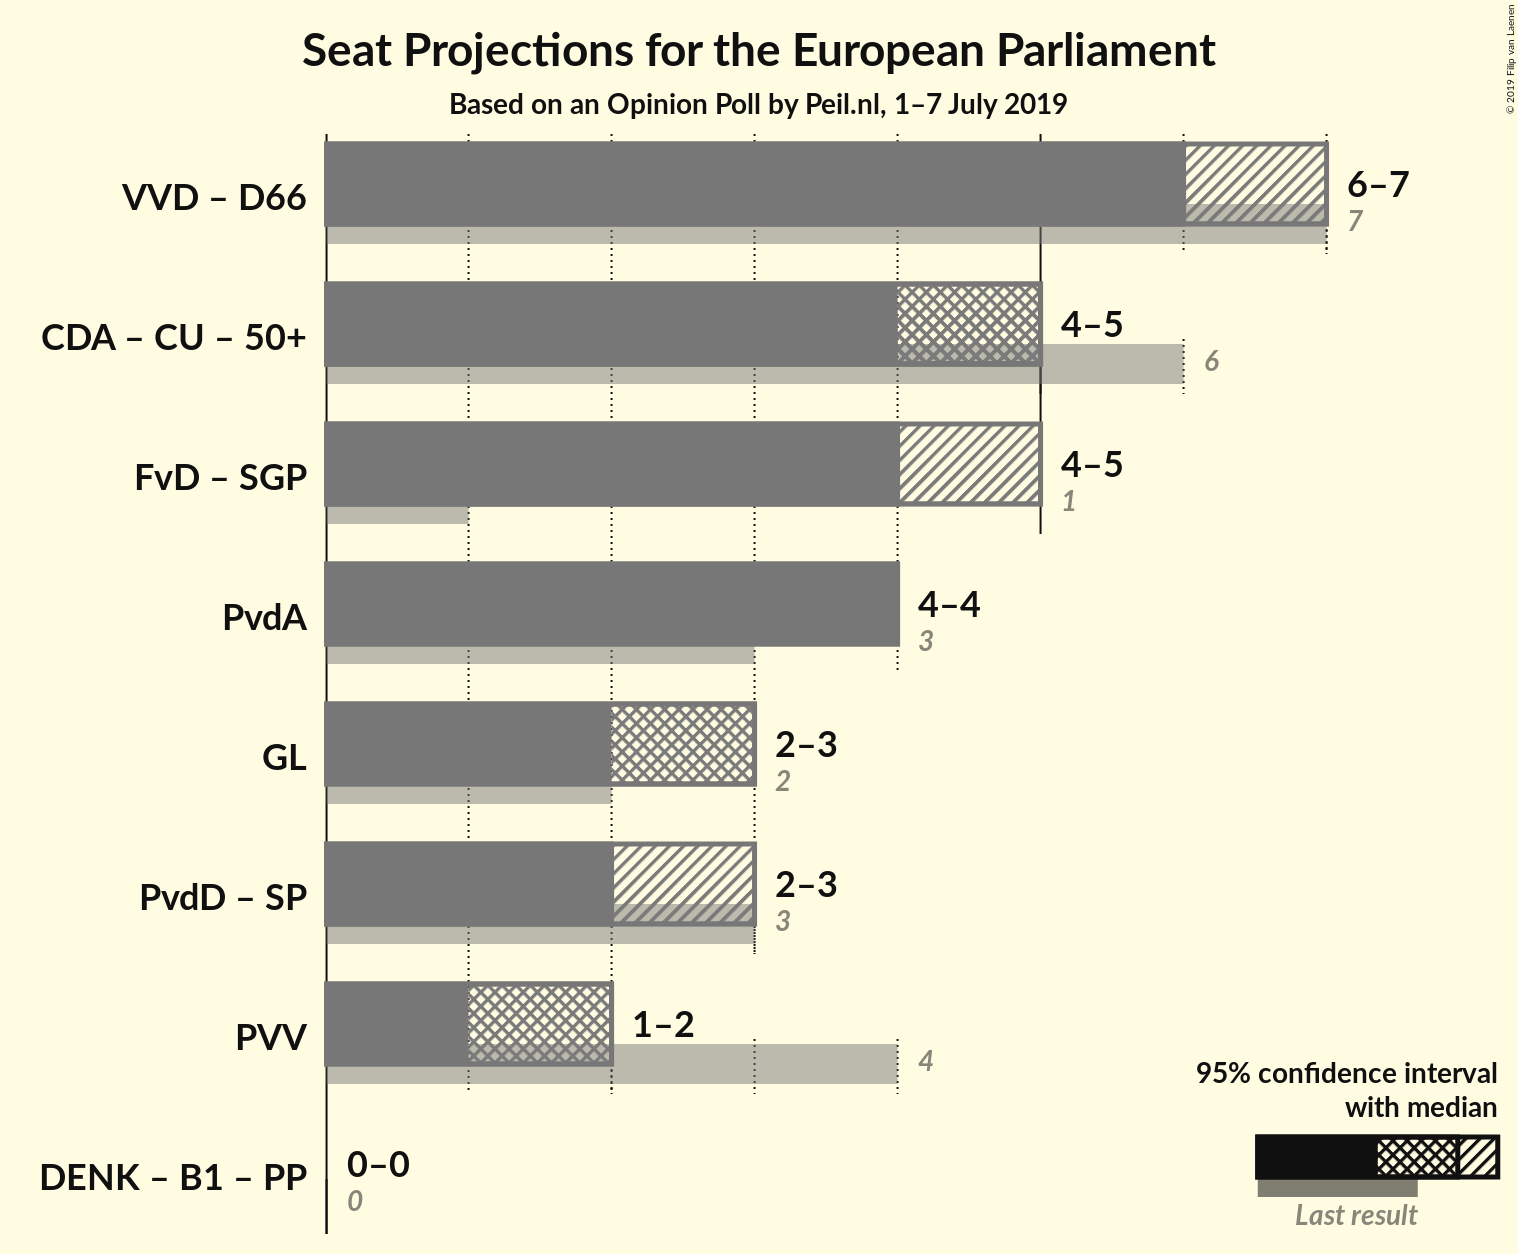 Seat Projections for the European Parliament
Based on an Opinion Poll by Peil.nl, 1–7 July 2019
© 2019 Filip van Laenen
VVD – D66
6–7
7
CDA – CU – 50+
4–5
6
FvD – SGP
4–5
1
PvdA
4–4
3
GL
2–3
2
PvdD – SP
2–3
3
PVV
1–2
4
DENK – B1 – PP
0–0
0
95% confidence interval
with median
Last result